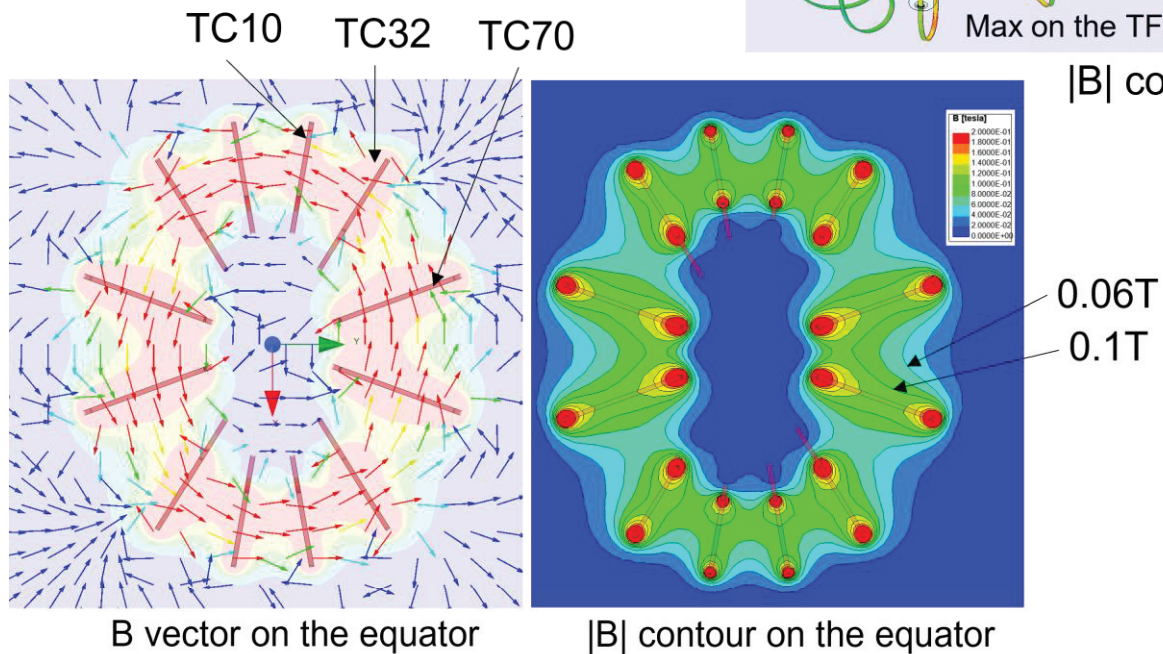 Max on the TF
TC10 TC32 TC70
|B| co
B [tesla]
2.0000E-01
1.8000E-01
1.6000E-01
1.4000E-01
1.2000E-01
1.0000E-01
8.0000E-02
6.0000E-02
4.0000E-02
2.0000E-02
0.0000E+00
0.06T
0.1T
Y
B vector on the equator
|B| contour on the equator